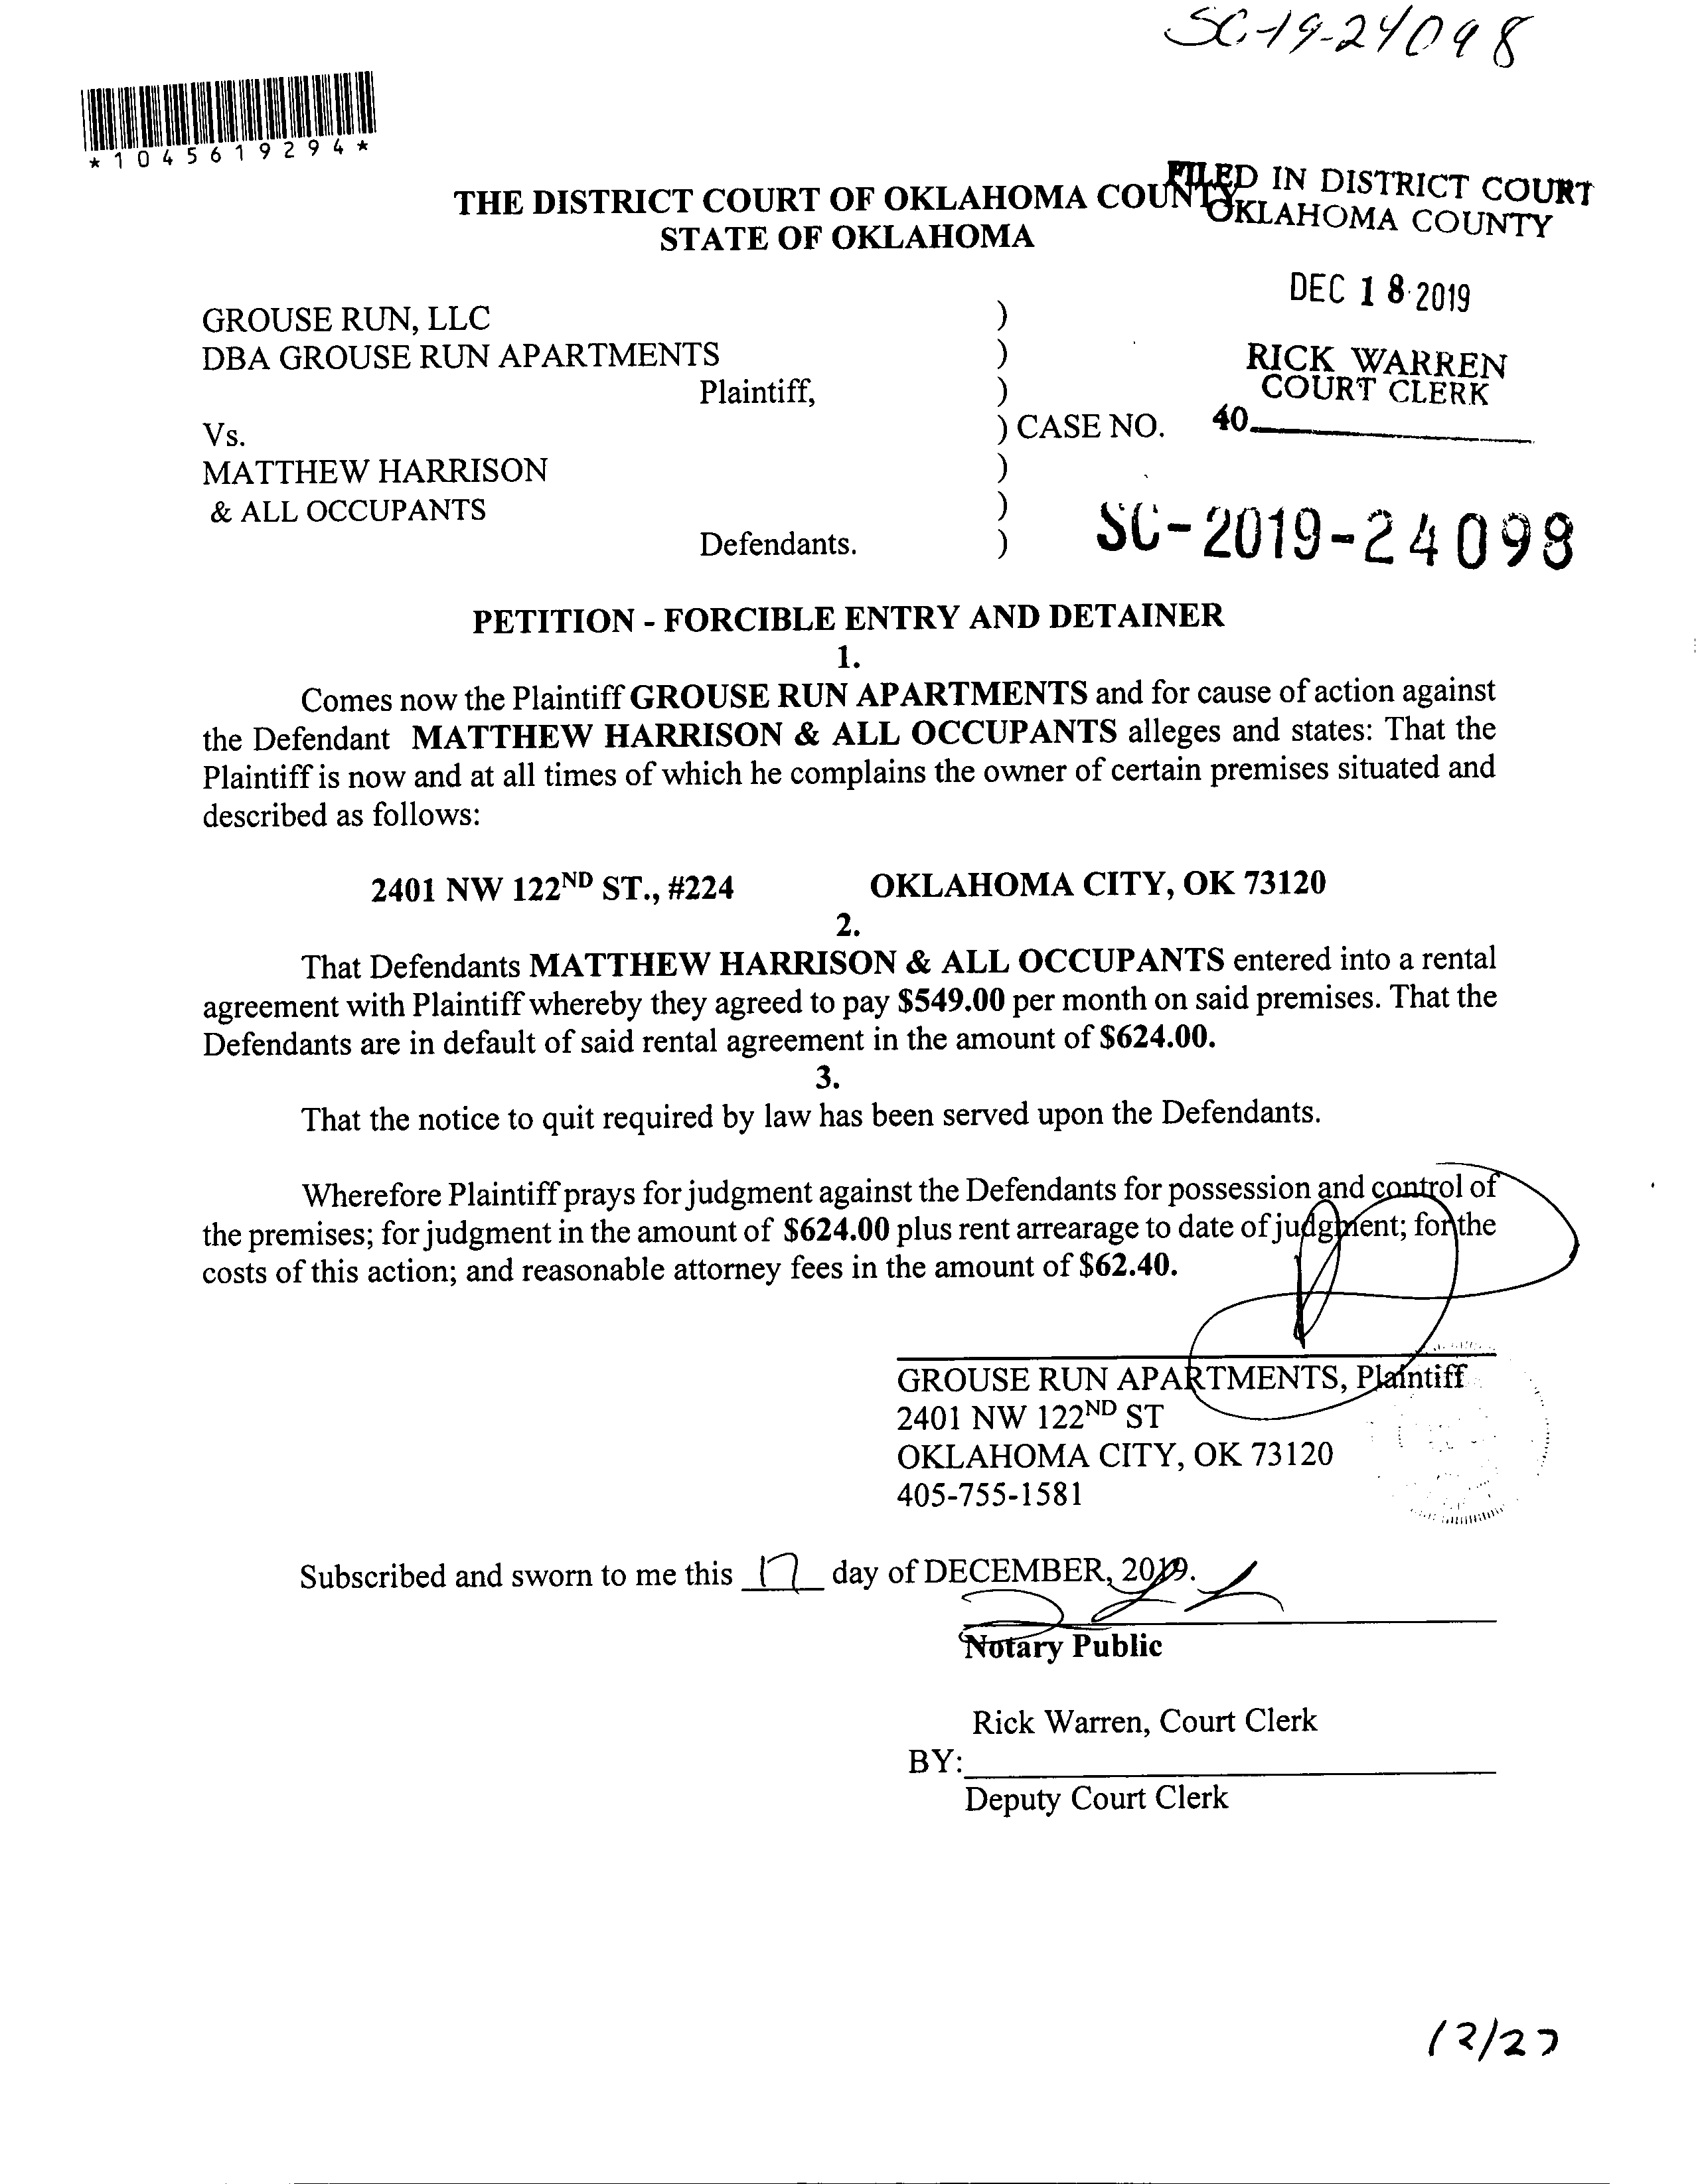 SC-19-24098
*1045619294*
FILED IN DISTRICT COURT
OKLAHOMA COUNTY
THE DISTRICT COURT OF OKLAHOMA COUNTY
STATE OF OKLAHOMA
DEC 18 2019
GROUSE RUN, LLC )
DBA GROUSE RUN APARTMENTS )
RICK WARREN
COURT CLERK
Plaintiff, )
Vs. ) CASE NO. 40
MATTHEW HARRISON )
& ALL OCCUPANTS )
SC-2019-24098
Defendants. )
PETITION - FORCIBLE ENTRY AND DETAINER
1.
Comes now the Plaintiff GROUSE RUN APARTMENTS and for cause of action against
the Defendant MATTHEW HARRISON & ALL OCCUPANTS alleges and states: That the
Plaintiff is now and at all times of which he complains the owner of certain premises situated and
described as follows:
2401 NW 122ND ST., #224 OKLAHOMA CITY, OK 73120
2.
That Defendants MATTHEW HARRISON & ALL OCCUPANTS entered into a rental
agreement with Plaintiff whereby they agreed to pay $549.00 per month on said premises. That the
Defendants are in default of said rental agreement in the amount of $624.00.
3.
That the notice to quit required by law has been served upon the Defendants.
Wherefore Plaintiff prays for judgment against the Defendants for possession and control of
the premises; for judgment in the amount of $624.00 plus rent arrearage to date of judgment; for the
costs of this action; and reasonable attorney fees in the amount of $62.40.
GROUSE RUN APARTMENTS, Plaintiff
2401 NW 122ND ST
OKLAHOMA CITY, OK 73120
405-755-1581
Subscribed and sworn to me this 17 day of DECEMBER, 2019.
Notary Public
Rick Warren, Court Clerk
BY:
Deputy Court Clerk
12/27